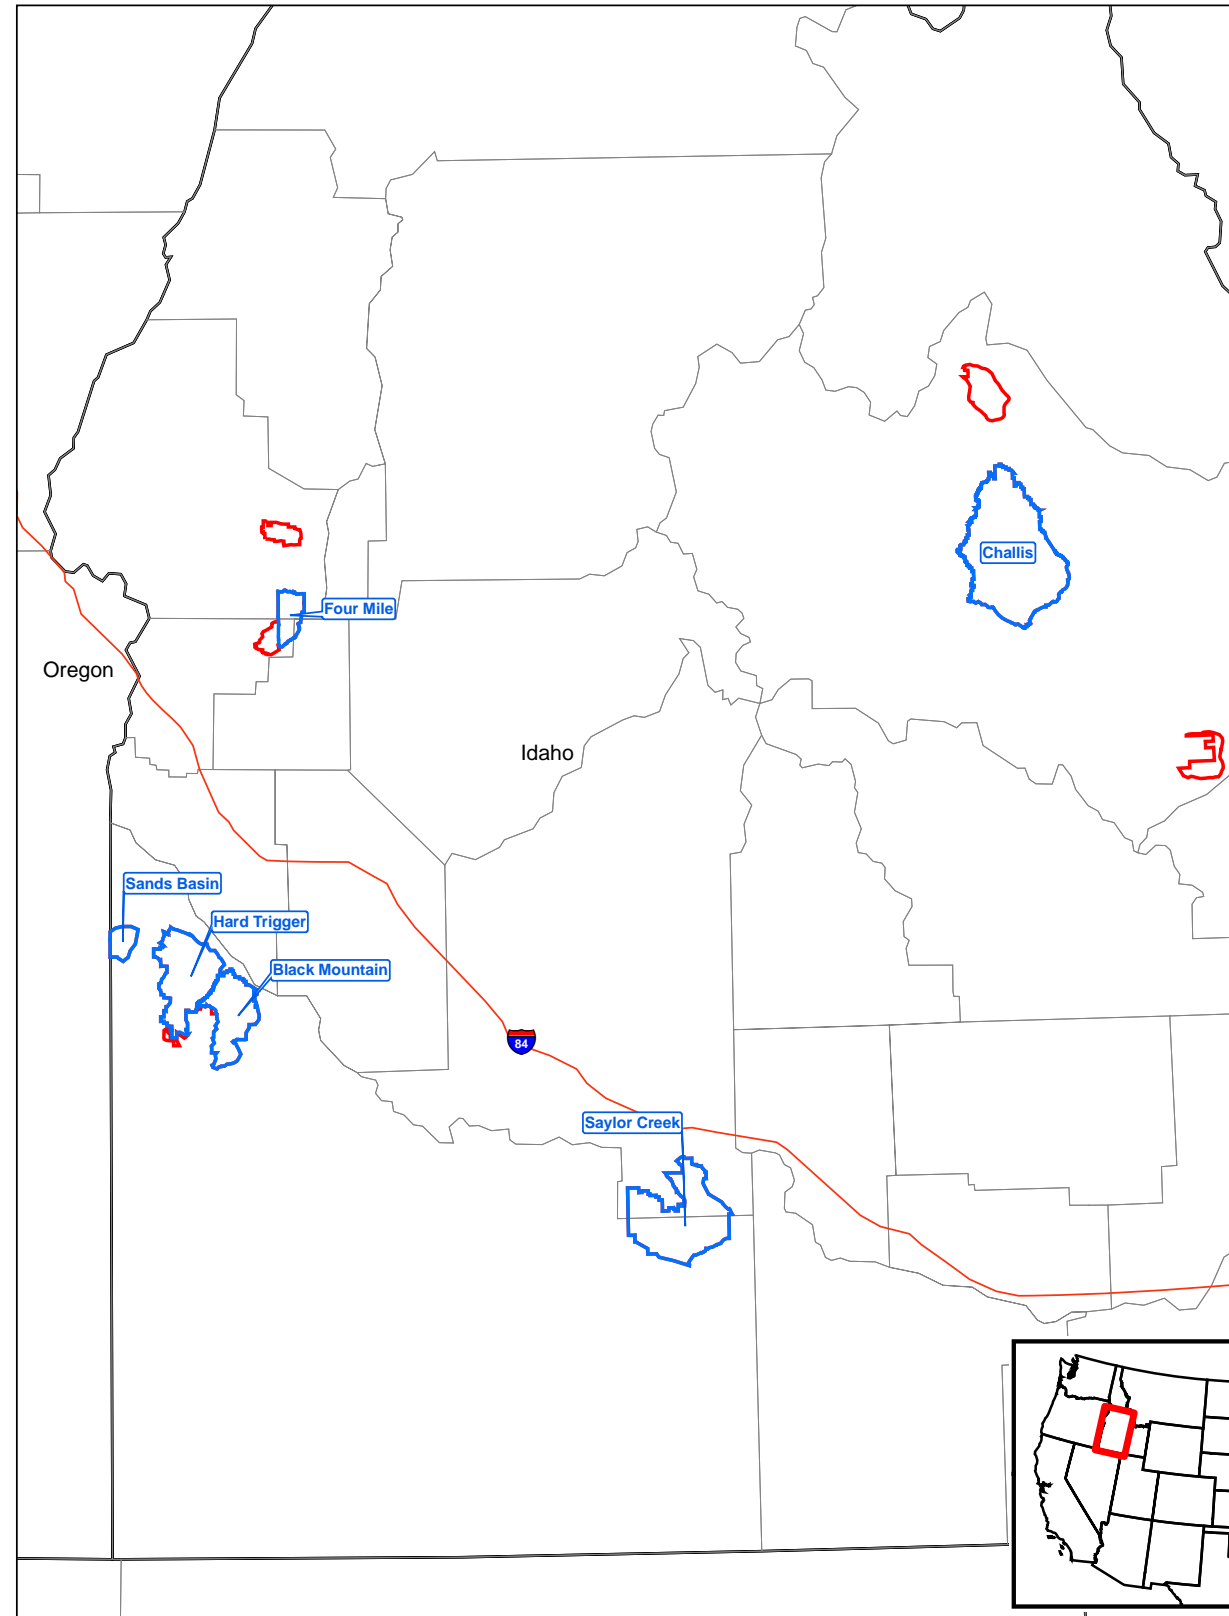 Challis
Four Mile
Oregon
Idaho
Sands Basin
Hard Trigger
Black Mountain
84
Saylor Creek